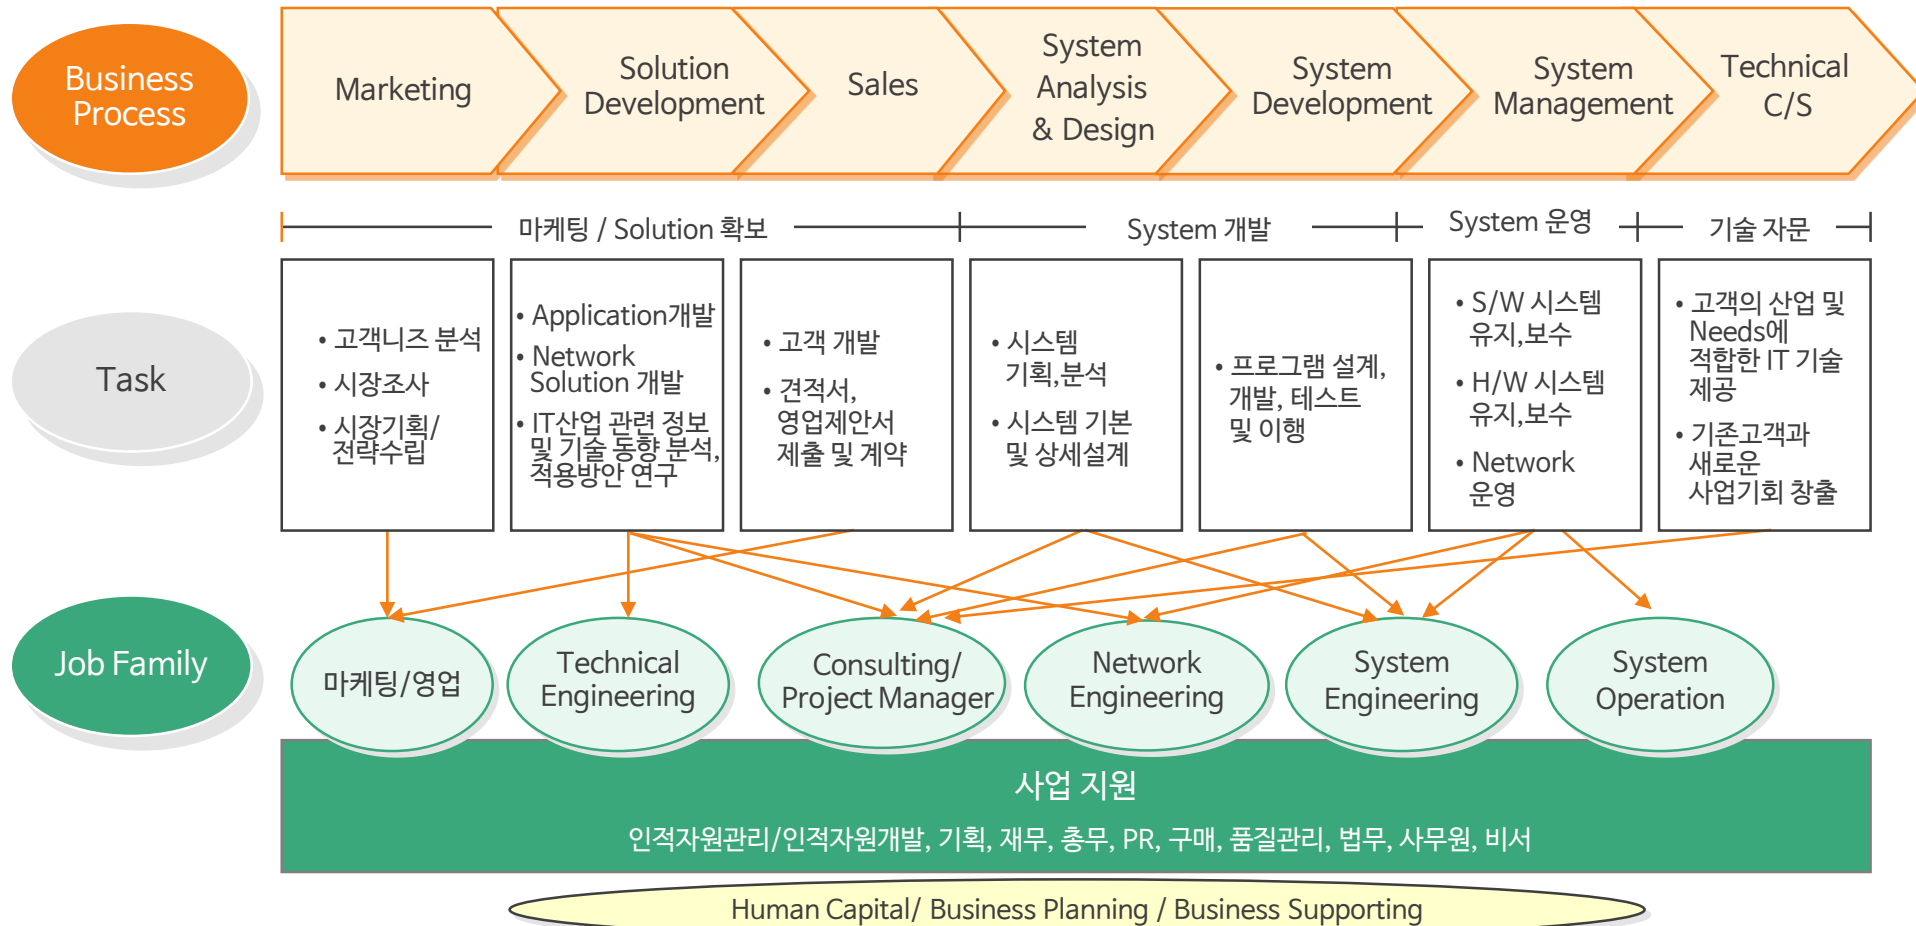 Business
Process
Marketing
Solution
Development
Sales
System
Analysis
& Design
System
Development
System
Management
Technical
C/S
마케팅 / Solution 확보
System 개발
System 운영
기술 자문
Task
• 고객니즈 분석
• 시장조사
• 시장기획/
전략수립
• Application개발
• Network
Solution 개발
• IT산업 관련 정보
및 기술 동향 분석,
적용방안 연구
• 고객 개발
• 견적서,
영업제안서
제출 및 계약
• 시스템
기획,분석
• 시스템 기본
및 상세설계
• 프로그램 설계,
개발, 테스트
및 이행
• S/W 시스템
유지,보수
• H/W 시스템
유지,보수
• Network
운영
• 고객의 산업 및
Needs에
적합한 IT 기술
제공
• 기존고객과
새로운
사업기회 창출
Job Family
마케팅/영업
Technical
Engineering
Consulting/
Project Manager
Network
Engineering
System
Engineering
System
Operation
사업 지원
인적자원관리/인적자원개발, 기획, 재무, 총무, PR, 구매, 품질관리, 법무, 사무원, 비서
Human Capital/ Business Planning / Business Supporting